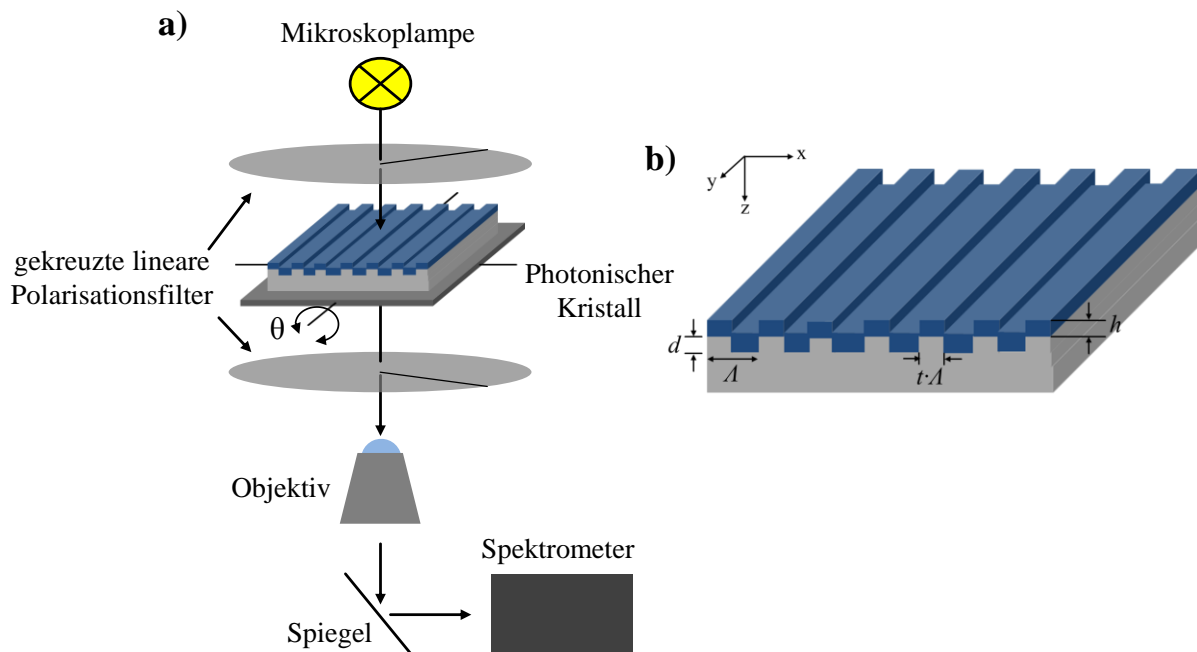 a)
Mikroskoplampe
gekreuzte lineare
Polarisationsfilter
Photonischer
Kristall
θ
Objektiv
Spektrometer
Spiegel
b)
x
y
z
h
d
Λ
t·Λ